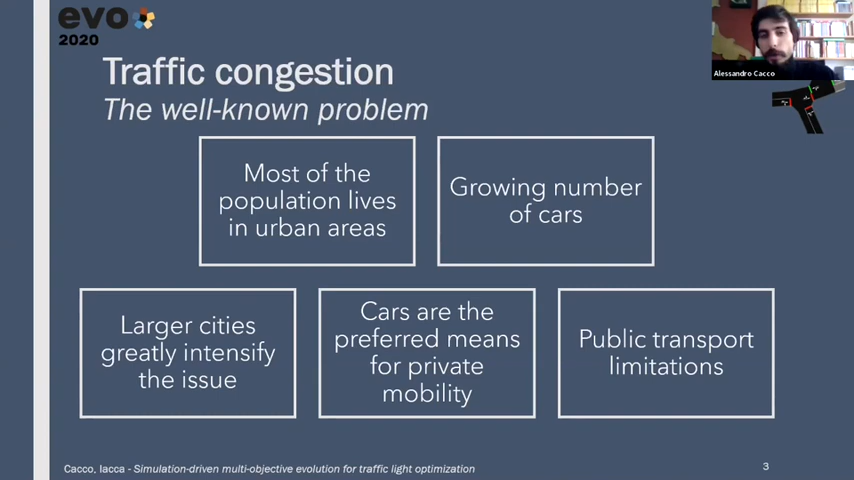 evo
2020
Alessandro Cacco
Traffic congestion
The well-known problem
Most of the
population lives
in urban areas
Growing number
of cars
Larger cities
greatly intensify
the issue
Cars are the
preferred means
for private
mobility
Public transport
limitations
Cacco, Iacca - Simulation-driven multi-objective evolution for traffic light optimization
3